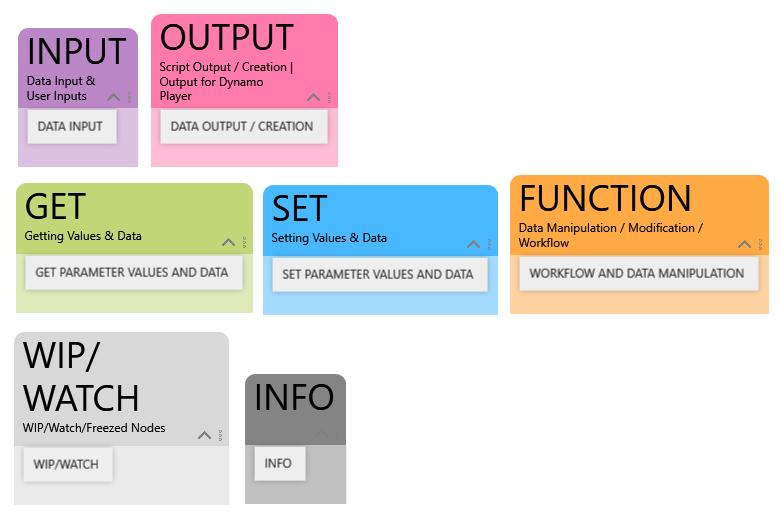 INPUT
Data Input &
User Inputs
DATA INPUT
OUTPUT
Script Output / Creation |
Output for Dynamo
Player
DATA OUTPUT / CREATION
GET
Getting Values & Data
GET PARAMETER VALUES AND DATA
SET
Setting Values & Data
SET PARAMETER VALUES AND DATA
FUNCTION
Data Manipulation / Modification /
Workflow
WORKFLOW AND DATA MANIPULATION
WIP/
WATCH
WIP/Watch/Freezed Nodes
WIP/WATCH
INFO
INFO